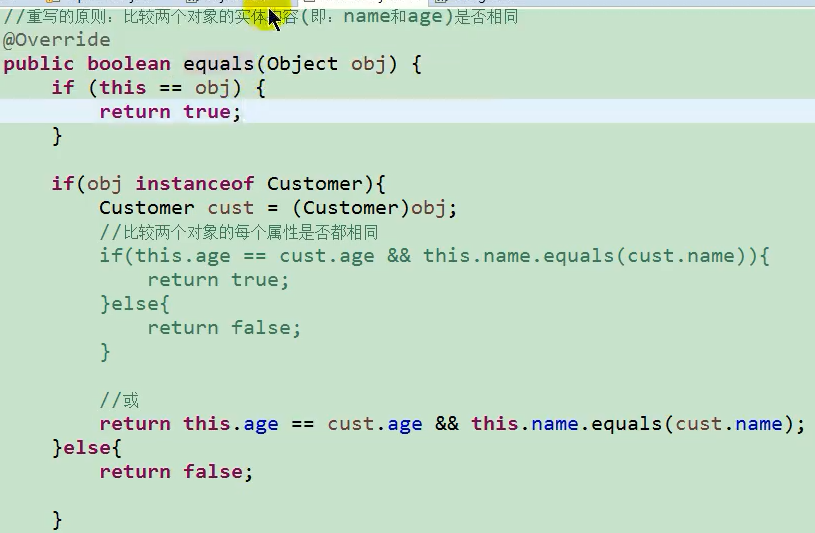 //重写的原则：比较两个对象的实体内容(即：name和age)是否相同
@Override
public boolean equals(Object obj) {
if (this == obj) {
return true;
}
if(obj instanceof Customer){
Customer cust = (Customer)obj;
//比较两个对象的每个属性是否都相同
if(this.age == cust.age && this.name.equals(cust.name)){
return true;
}else{
return false;
}
//或
return this.age == cust.age && this.name.equals(cust.name);
}else{
return false;
}